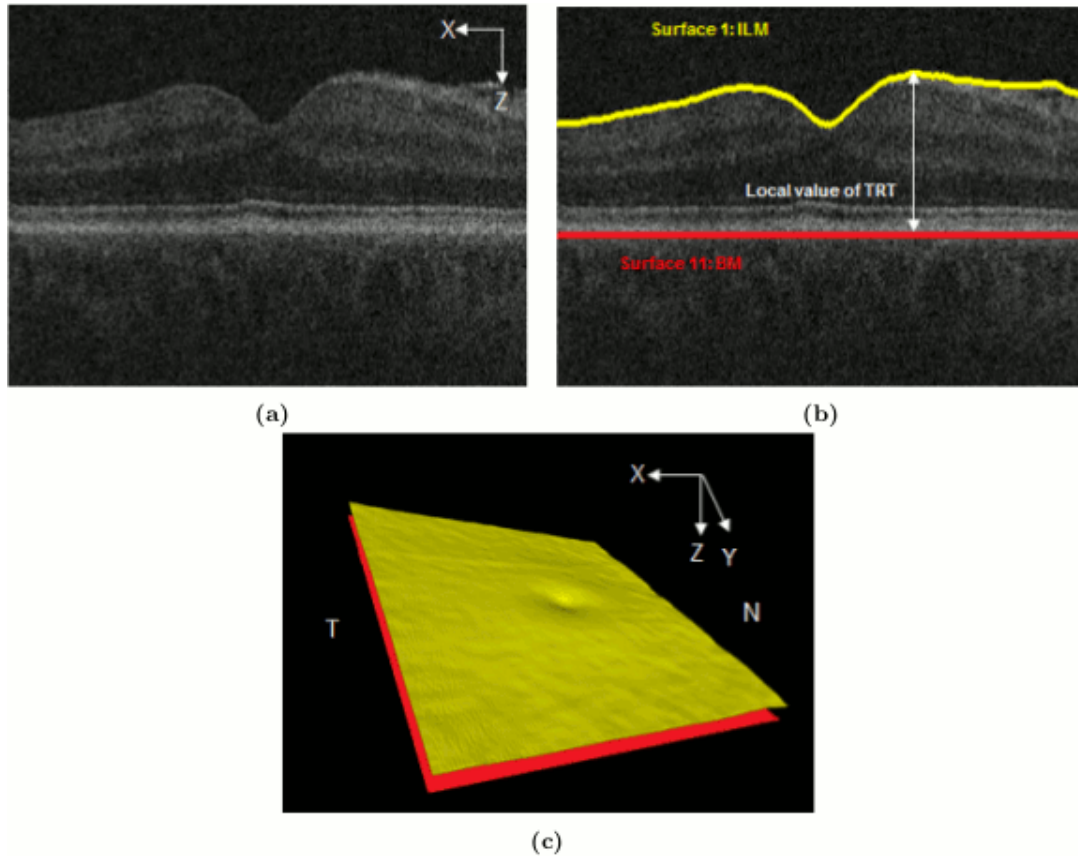 X
Z
(a)
Surface 1: ILM
Local value of TRT
Surface 11: BM
(b)
X
Z
Y
T
N
(c)